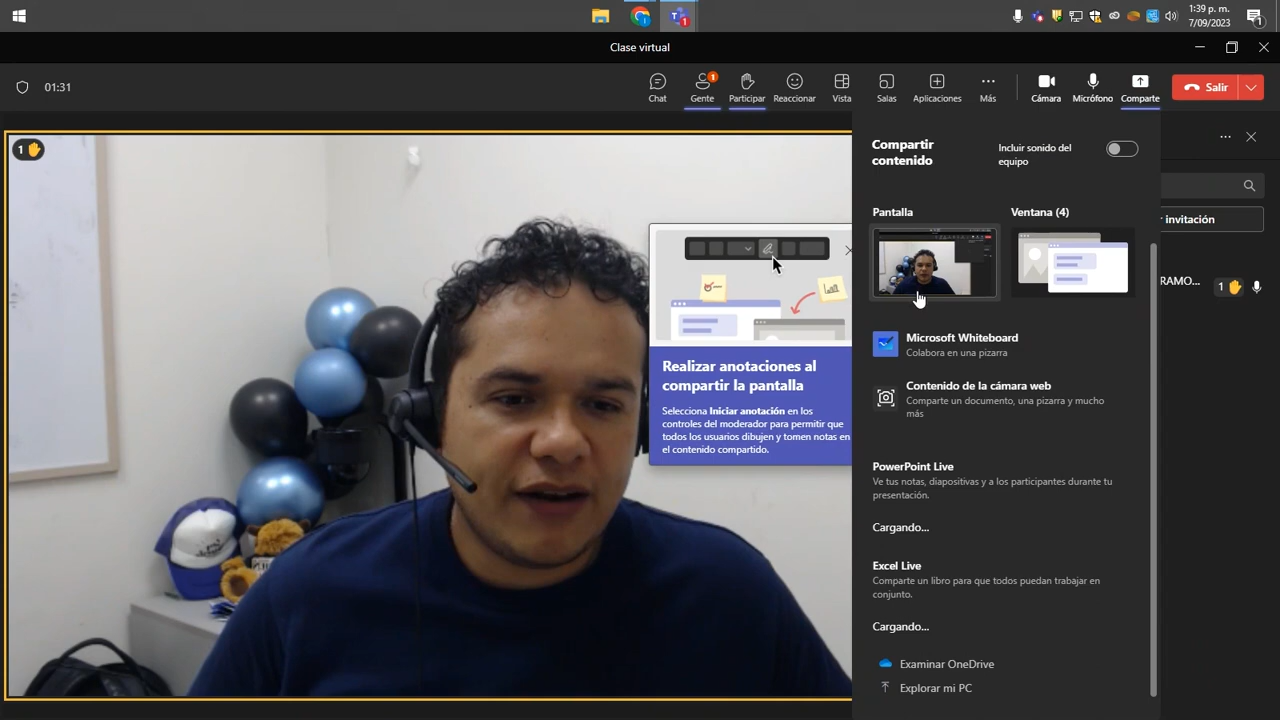 1:39 p. m.
7/09/2023
1
1
Clase virtual
01:31
Chat
1
Gente
Participar
Reaccionar
Vista
Salas
Aplicaciones
Más
Cámara
Micrófono
Comparte
Salir
1
Realizar anotaciones al
compartir la pantalla
Selecciona Iniciar anotación en los
controles del moderador para permitir que
todos los usuarios dibujen y tomen notas en
el contenido compartido.
Compartir
contenido
Incluir sonido del
equipo
Pantalla
Ventana (4)
Microsoft Whiteboard
Colabora en una pizarra
Contenido de la cámara web
Comparte un documento, una pizarra y mucho
más
PowerPoint Live
Ve tus notas, diapositivas y a los participantes durante tu
presentación.
Cargando...
Excel Live
Comparte un libro para que todos puedan trabajar en
conjunto.
Cargando...
Examinar OneDrive
Explorar mi PC
invitación
RAMO...
1